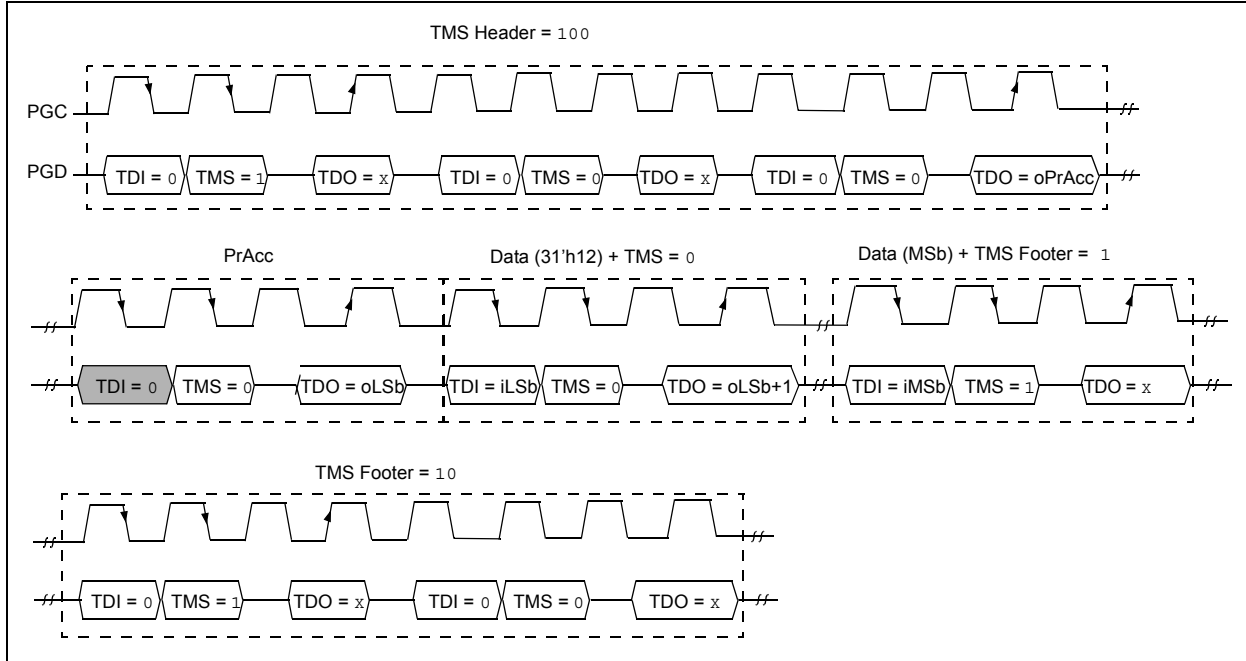 TMS Header = 100
PGC
PGD
TDI = 0 TMS = 1 TDO = x TDI = 0 TMS = 0 TDO = x TDI = 0 TMS = 0 TDO = oPrAcc
PrAcc Data (31'h12) + TMS = 0 Data (MSb) + TMS Footer = 1
TDI = 0 TMS = 0 TDO = oLSb TDI = iLSb TMS = 0 TDO = oLSb+1 TDI = iMSb TMS = 1 TDO = x
TMS Footer = 10
TDI = 0 TMS = 1 TDO = x TDI = 0 TMS = 0 TDO = x